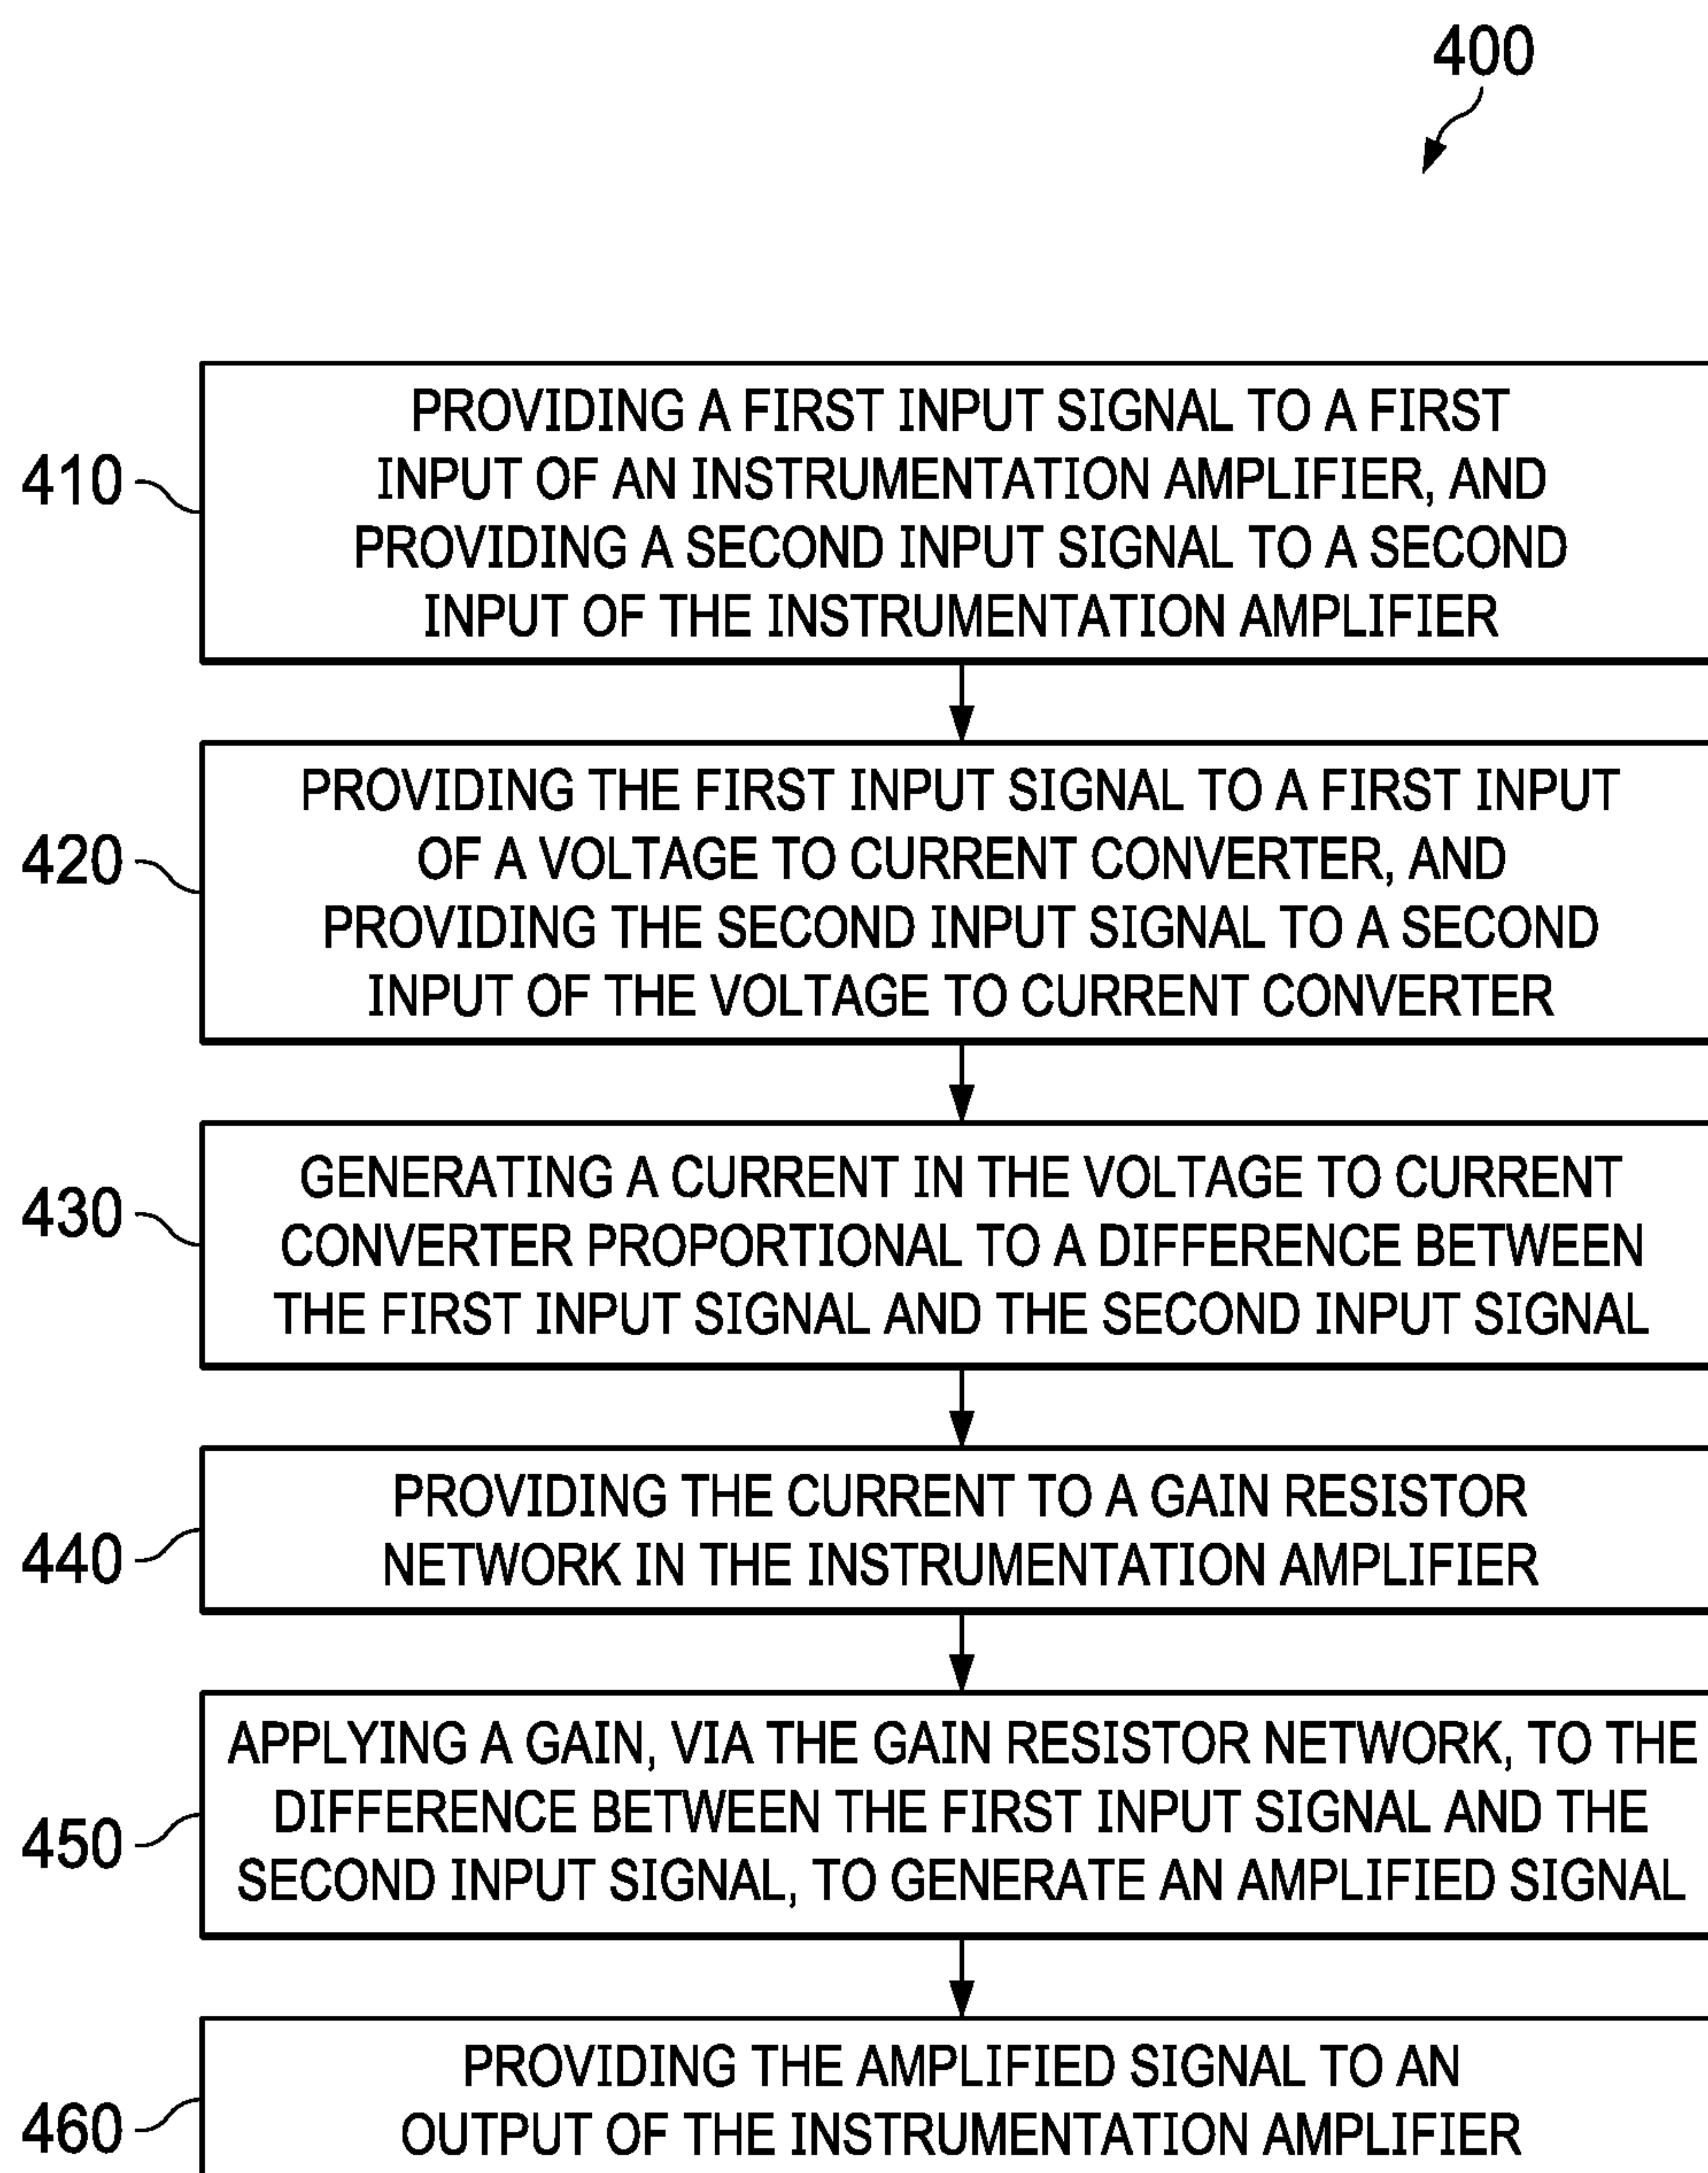 400
410
PROVIDING A FIRST INPUT SIGNAL TO A FIRST
INPUT OF AN INSTRUMENTATION AMPLIFIER, AND
PROVIDING A SECOND INPUT SIGNAL TO A SECOND
INPUT OF THE INSTRUMENTATION AMPLIFIER
420
PROVIDING THE FIRST INPUT SIGNAL TO A FIRST INPUT
OF A VOLTAGE TO CURRENT CONVERTER, AND
PROVIDING THE SECOND INPUT SIGNAL TO A SECOND
INPUT OF THE VOLTAGE TO CURRENT CONVERTER
430
GENERATING A CURRENT IN THE VOLTAGE TO CURRENT
CONVERTER PROPORTIONAL TO A DIFFERENCE BETWEEN
THE FIRST INPUT SIGNAL AND THE SECOND INPUT SIGNAL
440
PROVIDING THE CURRENT TO A GAIN RESISTOR
NETWORK IN THE INSTRUMENTATION AMPLIFIER
450
APPLYING A GAIN, VIA THE GAIN RESISTOR NETWORK, TO THE
DIFFERENCE BETWEEN THE FIRST INPUT SIGNAL AND THE
SECOND INPUT SIGNAL, TO GENERATE AN AMPLIFIED SIGNAL
460
PROVIDING THE AMPLIFIED SIGNAL TO AN
OUTPUT OF THE INSTRUMENTATION AMPLIFIER